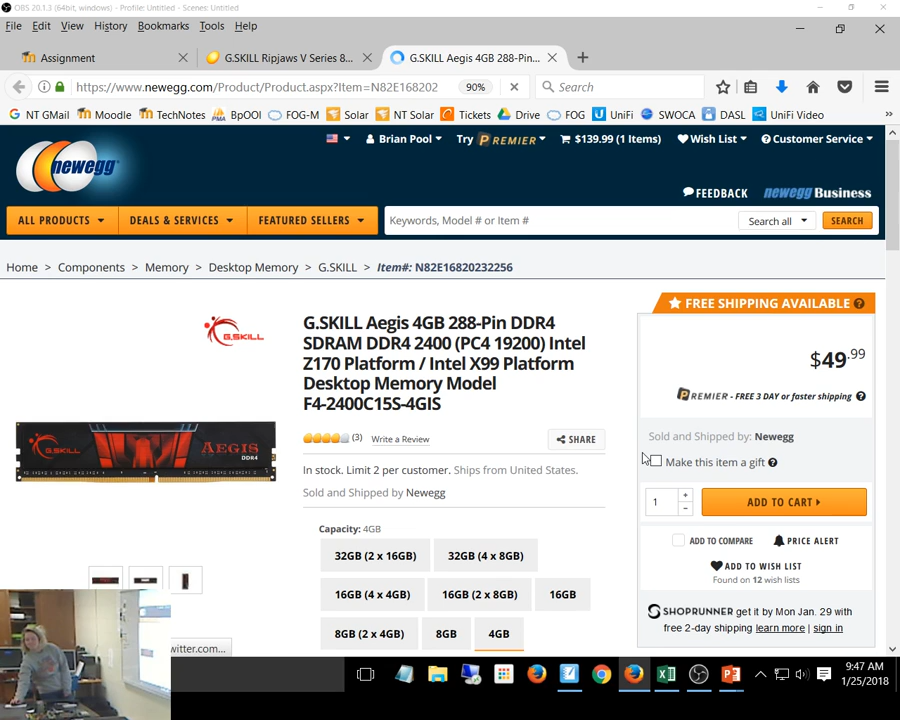 OBS 20.1.3 (64bit, windows) - Profile: Untitled - Scenes: Untitled
File Edit View History Bookmarks Tools Help
Assignment
G.SKILL Ripjaws V Series 8...
G.SKILL Aegis 4GB 288-Pin...
https://www.newegg.com/Product/Product.aspx?Item=N82E168202
90%
Search
NT GMail Moodle TechNotes BpOOI FOG-M Solar NT Solar Tickets Drive FOG UniFi SWOCA DASL UniFi Video
Brian Pool Try PREMIER $139.99 (1 Items) Wish List Customer Service
newegg
FEEDBACK newegg Business
ALL PRODUCTS DEALS & SERVICES FEATURED SELLERS Keywords, Model # or Item # Search all SEARCH
Home > Components > Memory > Desktop Memory > G.SKILL > Item#: N82E16820232256
FREE SHIPPING AVAILABLE
G.SKILL
G.SKILL Aegis 4GB 288-Pin DDR4
SDRAM DDR4 2400 (PC4 19200) Intel
Z170 Platform / Intel X99 Platform
Desktop Memory Model
F4-2400C15S-4GIS
(3) Write a Review SHARE
In stock. Limit 2 per customer. Ships from United States.
Sold and Shipped by Newegg
G.SKILL AEGIS
DDR4
Capacity: 4GB
32GB (2 x 16GB) 32GB (4 x 8GB)
16GB (4 x 4GB) 16GB (2 x 8GB) 16GB
8GB (2 x 4GB) 8GB 4GB
$49.99
PREMIER - FREE 3 DAY or faster shipping
Sold and Shipped by: Newegg
Make this item a gift
1 ADD TO CART
ADD TO COMPARE PRICE ALERT
ADD TO WISH LIST
Found on 12 wish lists
SHOPRUNNER get it by Mon. Jan. 29 with
free 2-day shipping learn more | sign in
witter.com...
9:47 AM
1/25/2018